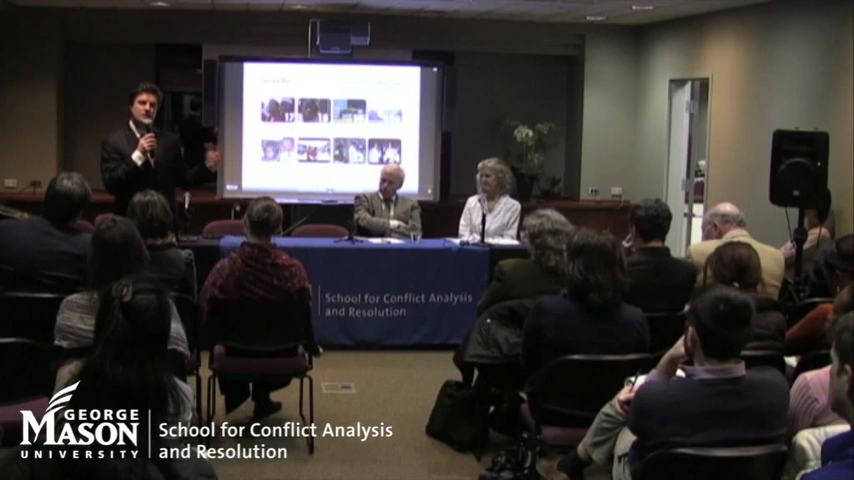 School for Conflict Analysis
and Resolution
GEORGE
MASON
UNIVERSITY
School for Conflict Analysis
and Resolution